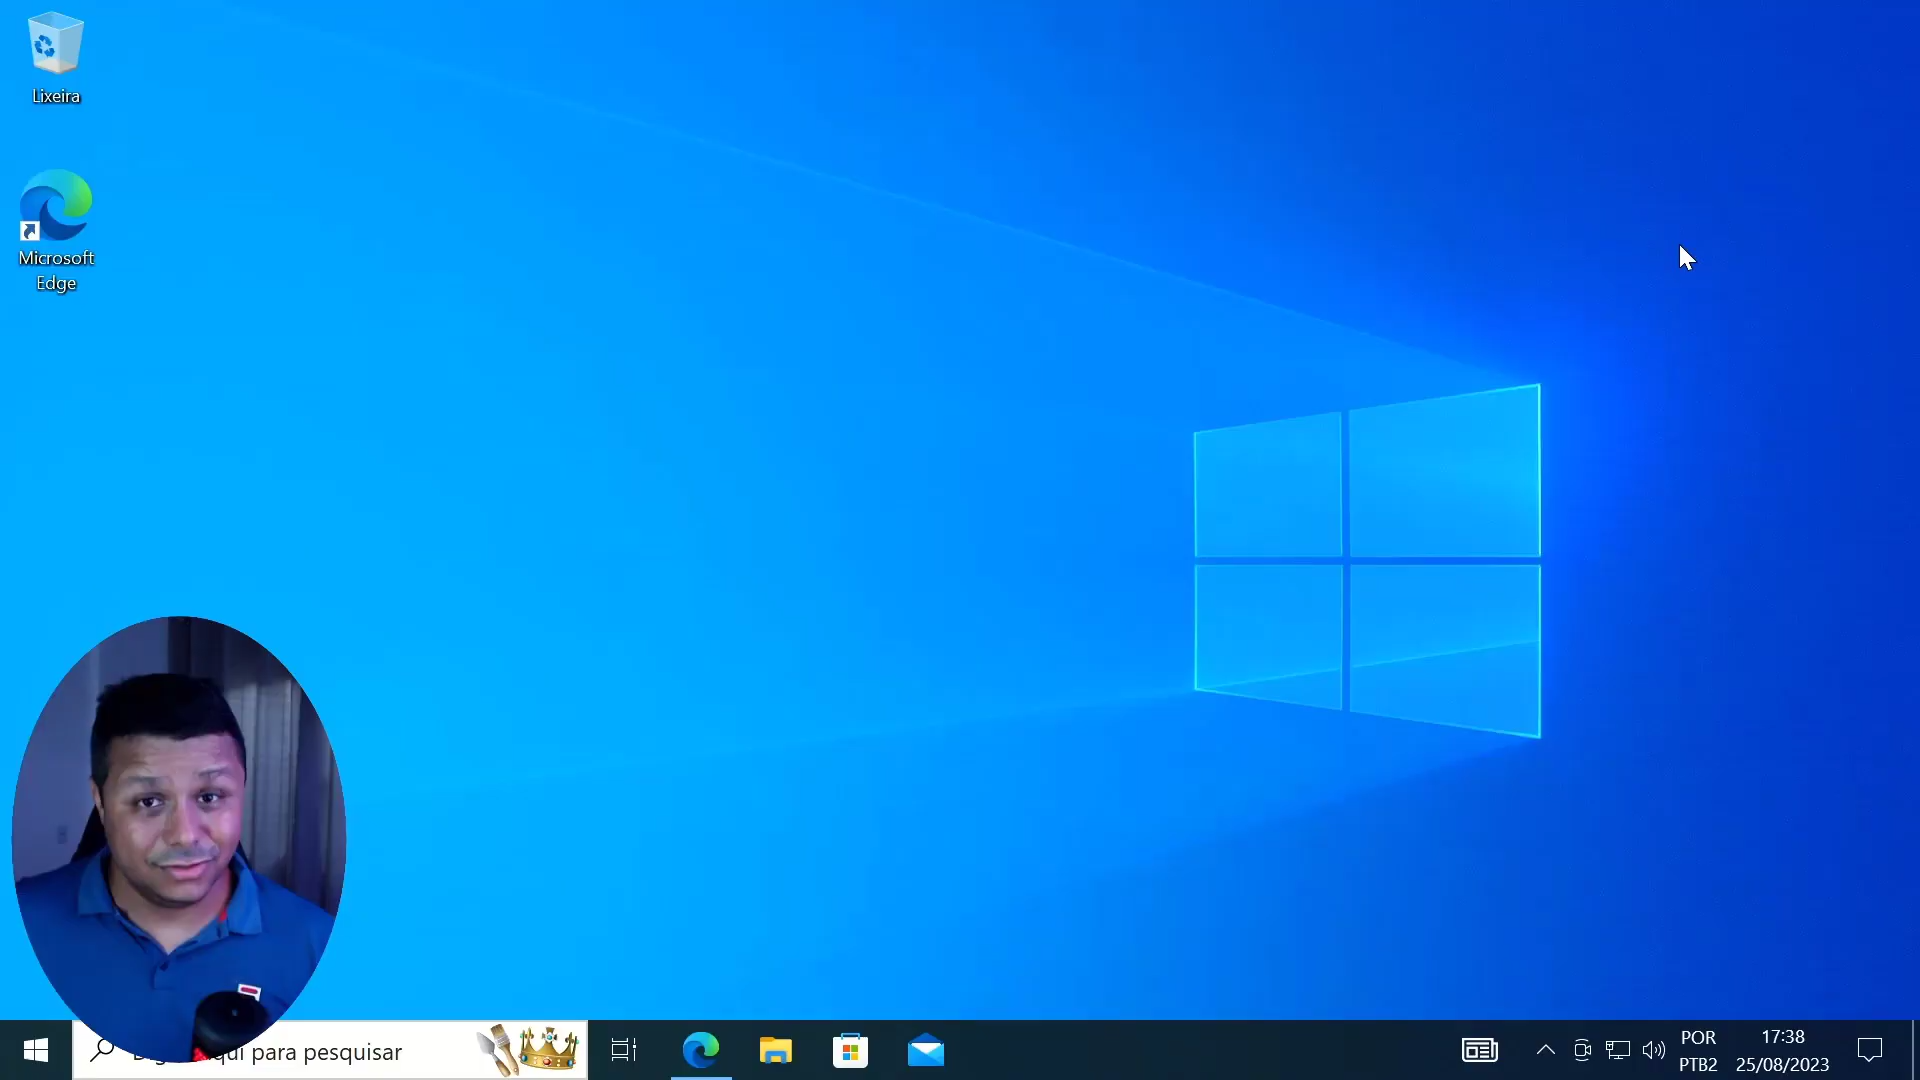 Lixeira
Microsoft
Edge
para pesquisar
POR
PTB2
17:38
25/08/2023